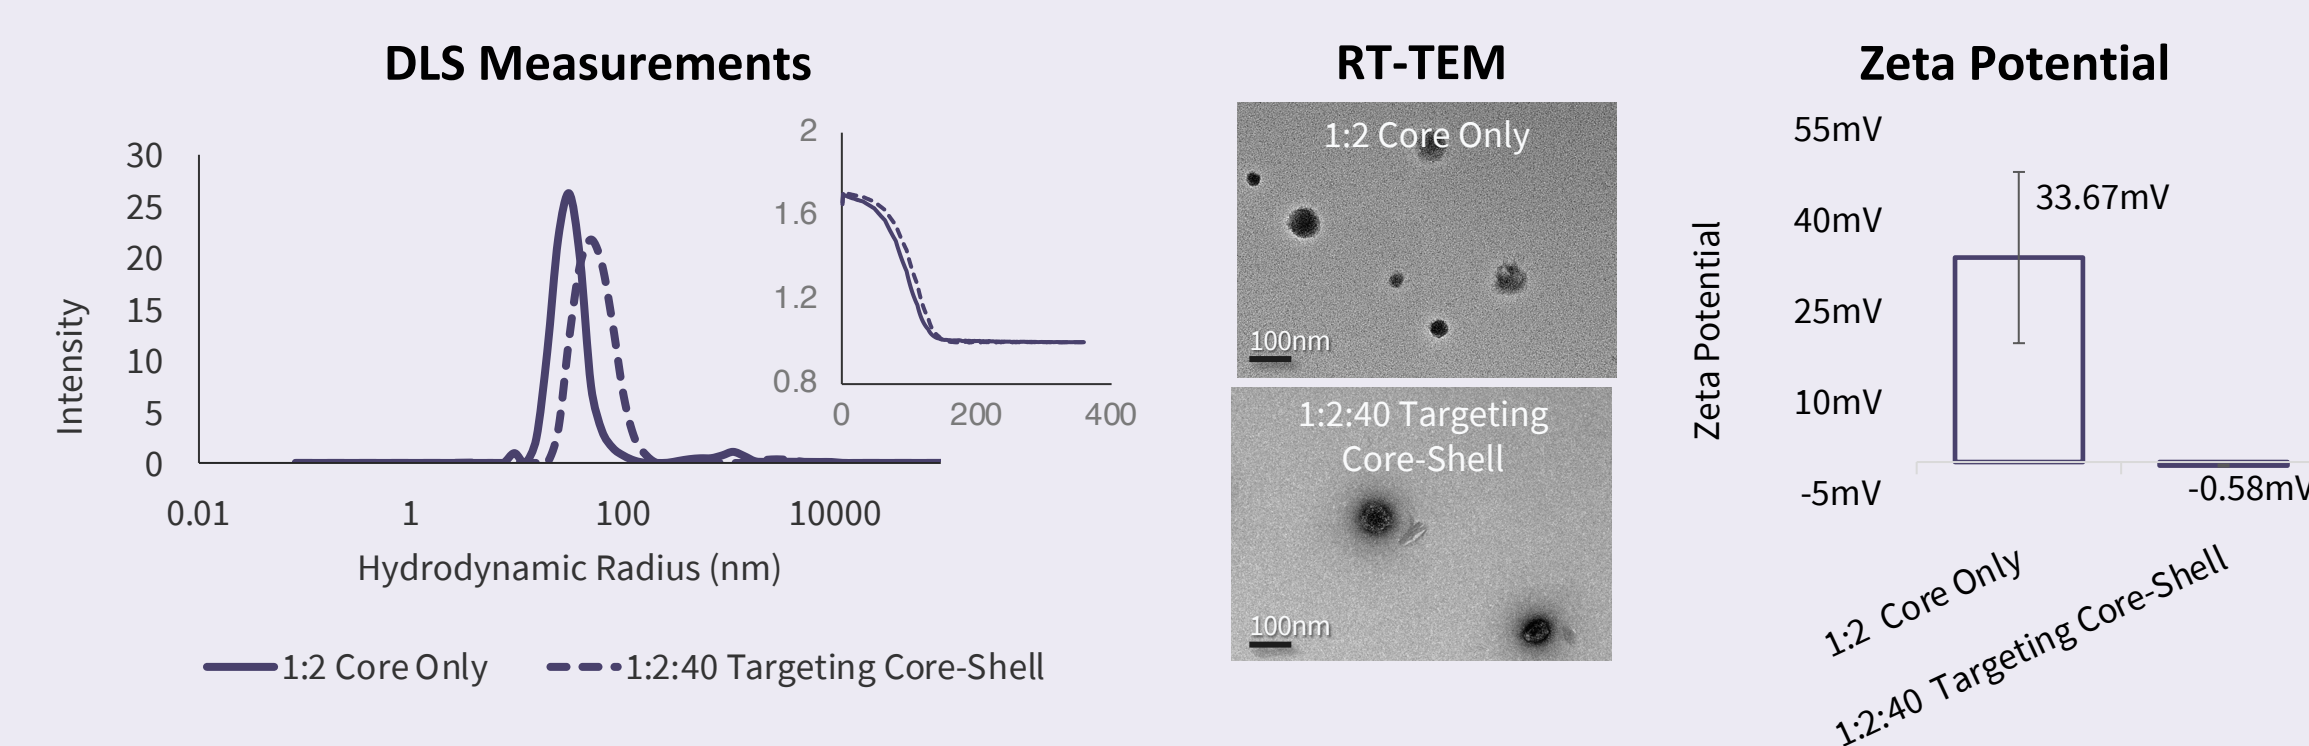 DLS Measurements
30
25
20
15
10
5
0
Intensity
0.01 1 100 10000
Hydrodynamic Radius (nm)
2
1.6
1.2
0.8
0 200 400
1:2 Core Only 1:2:40 Targeting Core-Shell
RT-TEM
1:2 Core Only
100nm
1:2:40 Targeting
Core-Shell
100nm
Zeta Potential
Zeta Potential
55mV
40mV
25mV
10mV
-5mV
33.67mV
-0.58mV
1:2 Core Only
1:2:40 Targeting Core-Shell